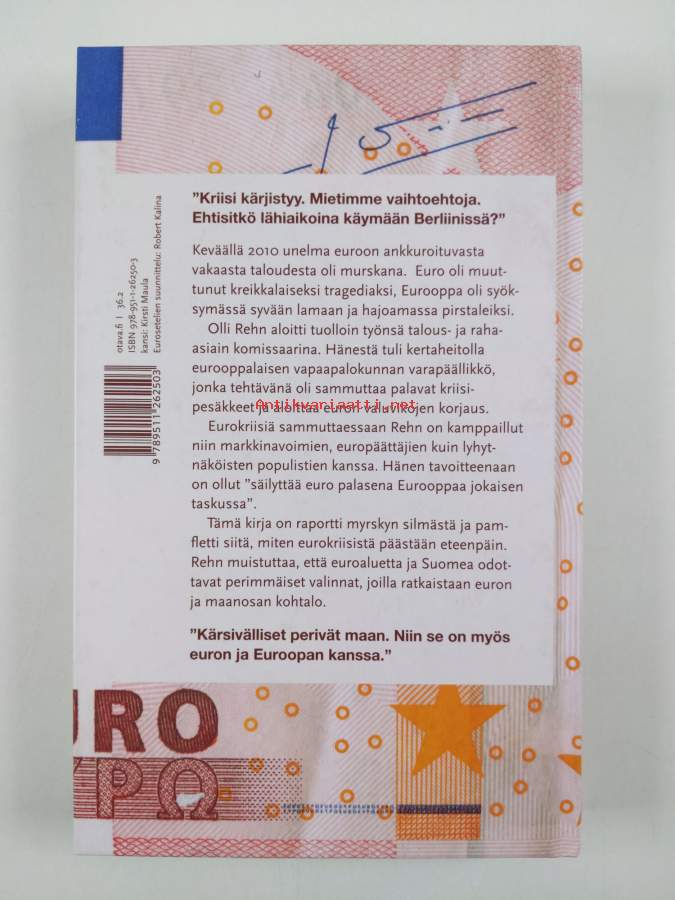 "Kriisi kärjistyy. Mietimme vaihtoehtoja.
Ehtisitkö lähiaikoina käymään Berliinissä?"
Keväällä 2010 unelma euroon ankkuroituvasta
vakaasta taloudesta oli murskana. Euro oli muut-
tunut kreikkalaiseksi tragediaksi, Eurooppa oli syök-
symässä syvään lamaan ja hajoamassa pirstaleiksi.
Olli Rehn aloitti tuolloin työnsä talous- ja raha-
asiain komissaarina. Hänestä tuli kertaheitolla
eurooppalaisen vapaapalokunnan varapäällikkö,
jonka tehtävänä oli sammuttaa palavat kriisi-
pesäkkeet ja aloittaa euron valuvikojen korjaus.
Antikvariaatti.net
Eurokriisiä sammuttaessaan Rehn on kamppaillut
niin markkinavoimien, europäättäjien kuin lyhyt-
näköisten populistien kanssa. Hänen tavoitteenaan
on ollut "säilyttää euro palasena Eurooppaa jokaisen
taskussa".
Tämä kirja on raportti myrskyn silmästä ja pam-
fletti siitä, miten eurokriisistä päästään eteenpäin.
Rehn muistuttaa, että euroaluetta ja Suomea odot-
tavat perimmäiset valinnat, joilla ratkaistaan euron
ja maanosan kohtalo.
"Kärsivälliset perivät maan. Niin se on myös
euron ja Euroopan kanssa."
otava.fi | 36.2
ISBN 978-951-1-26250-3
kansi: Kirsti Maula
Eurosetelien suunnittelu: Robert Kalina
9 789511 262503
URO
ΥΡΩ